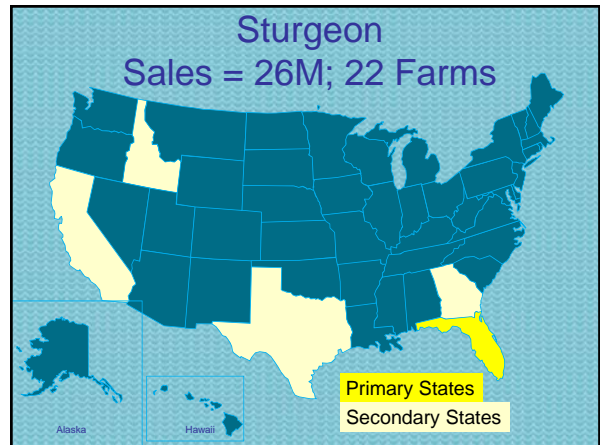 Sturgeon
Sales = 26M; 22 Farms
Primary States
Secondary States
Alaska
Hawaii